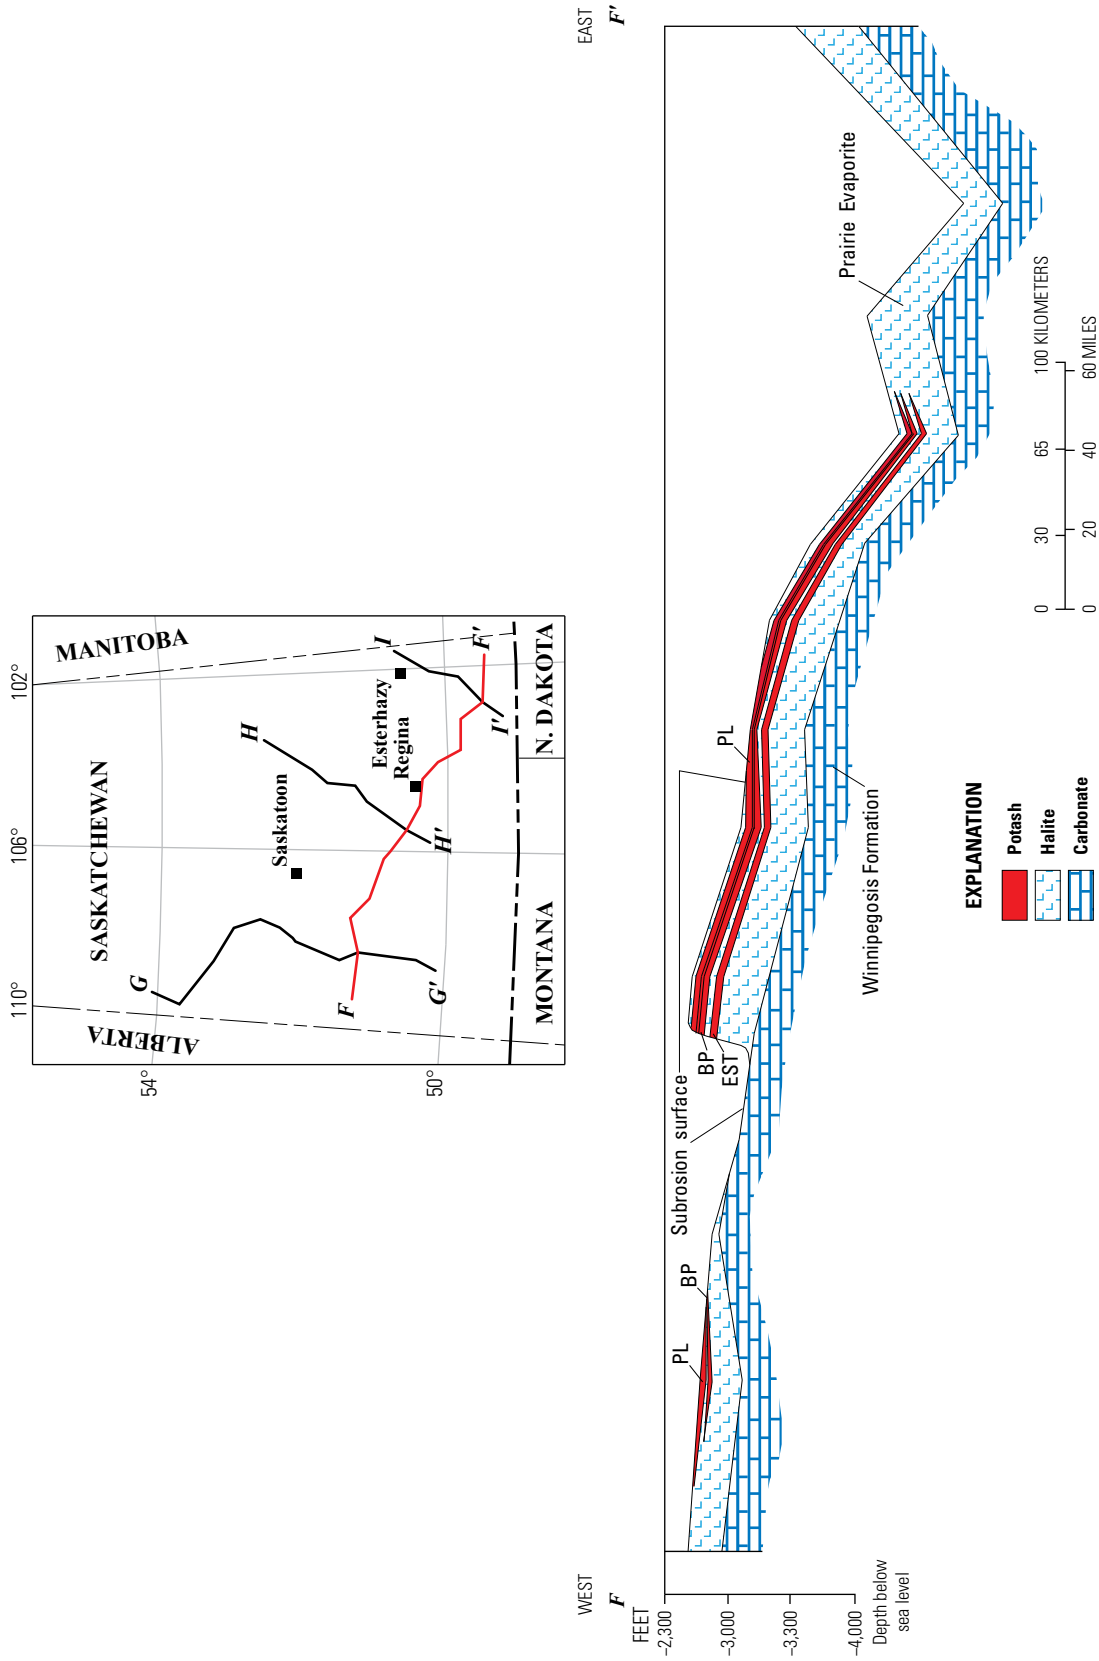 110°
106°
102°
SASKATCHEWAN
ALBERTA
MANITOBA
G
H
Saskatoon
54°
Esterhazy
Regina
I
F
F'
H'
G'
I'
50°
MONTANA
N. DAKOTA
WEST
EAST
F
F'
FEET
–2,300
–3,000
–3,300
–4,000
Depth below
sea level
PL
BP
Subrosion surface
BP
EST
PL
Prairie Evaporite
Winnipegosis Formation
0
30
65
100 KILOMETERS
0
20
40
60 MILES
EXPLANATION
Potash
Halite
Carbonate